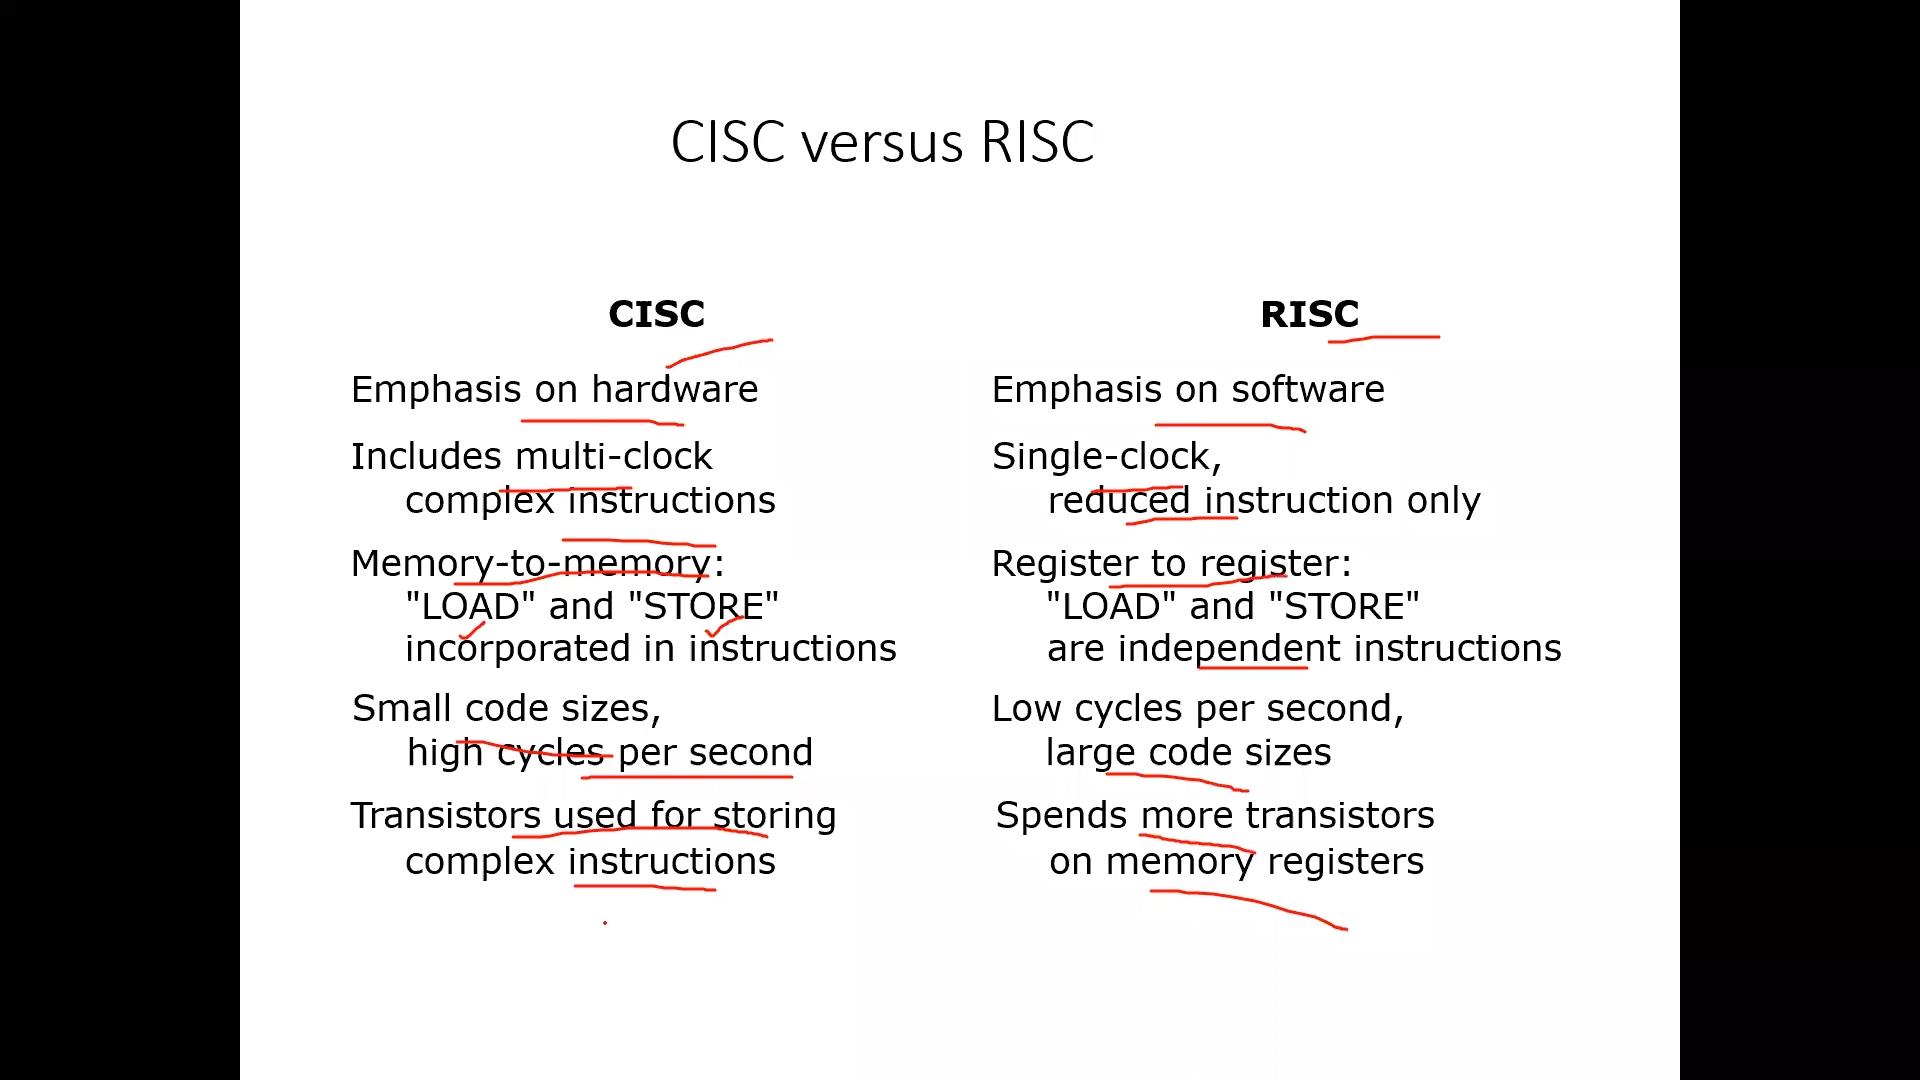 CISC versus RISC
CISC
Emphasis on hardware
Includes multi-clock
complex instructions
Memory-to-memory:
"LOAD" and "STORE"
incorporated in instructions
Small code sizes,
high cycles per second
Transistors used for storing
complex instructions
RISC
Emphasis on software
Single-clock,
reduced instruction only
Register to register:
"LOAD" and "STORE"
are independent instructions
Low cycles per second,
large code sizes
Spends more transistors
on memory registers